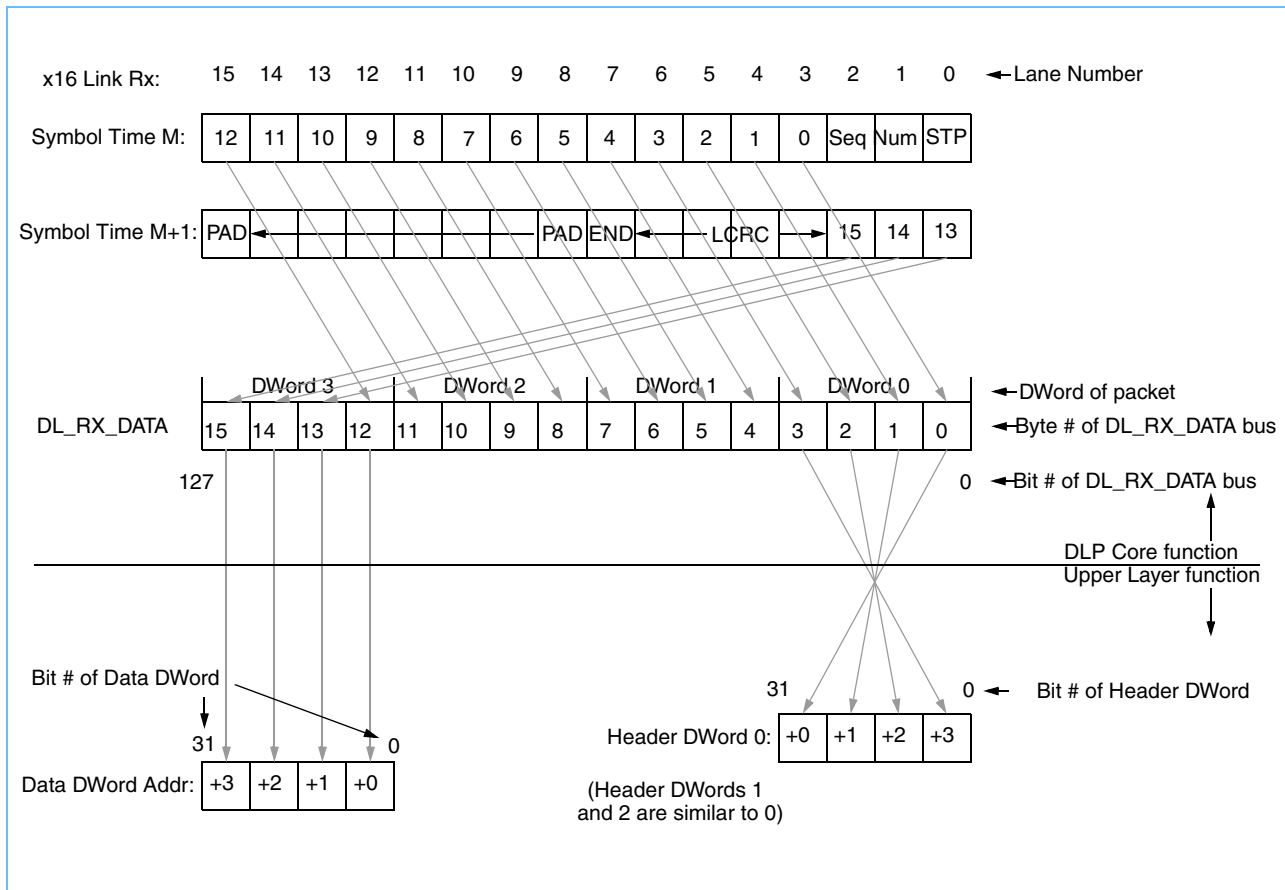 x16 Link Rx: 15 14 13 12 11 10 9 8 7 6 5 4 3 2 1 0 Lane Number
Symbol Time M: 12 11 10 9 8 7 6 5 4 3 2 1 0 Seq Num STP
Symbol Time M+1: PAD PAD END LCRC 15 14 13
DWord 3 DWord 2 DWord 1 DWord 0 DWord of packet
DL_RX_DATA 15 14 13 12 11 10 9 8 7 6 5 4 3 2 1 0 Byte # of DL_RX_DATA bus
127 0 Bit # of DL_RX_DATA bus
DLP Core function
Upper Layer function
Bit # of Data DWord
31 0 Bit # of Header DWord
31 0
Header DWord 0: +0 +1 +2 +3
Data DWord Addr: +3 +2 +1 +0
(Header DWords 1
and 2 are similar to 0)